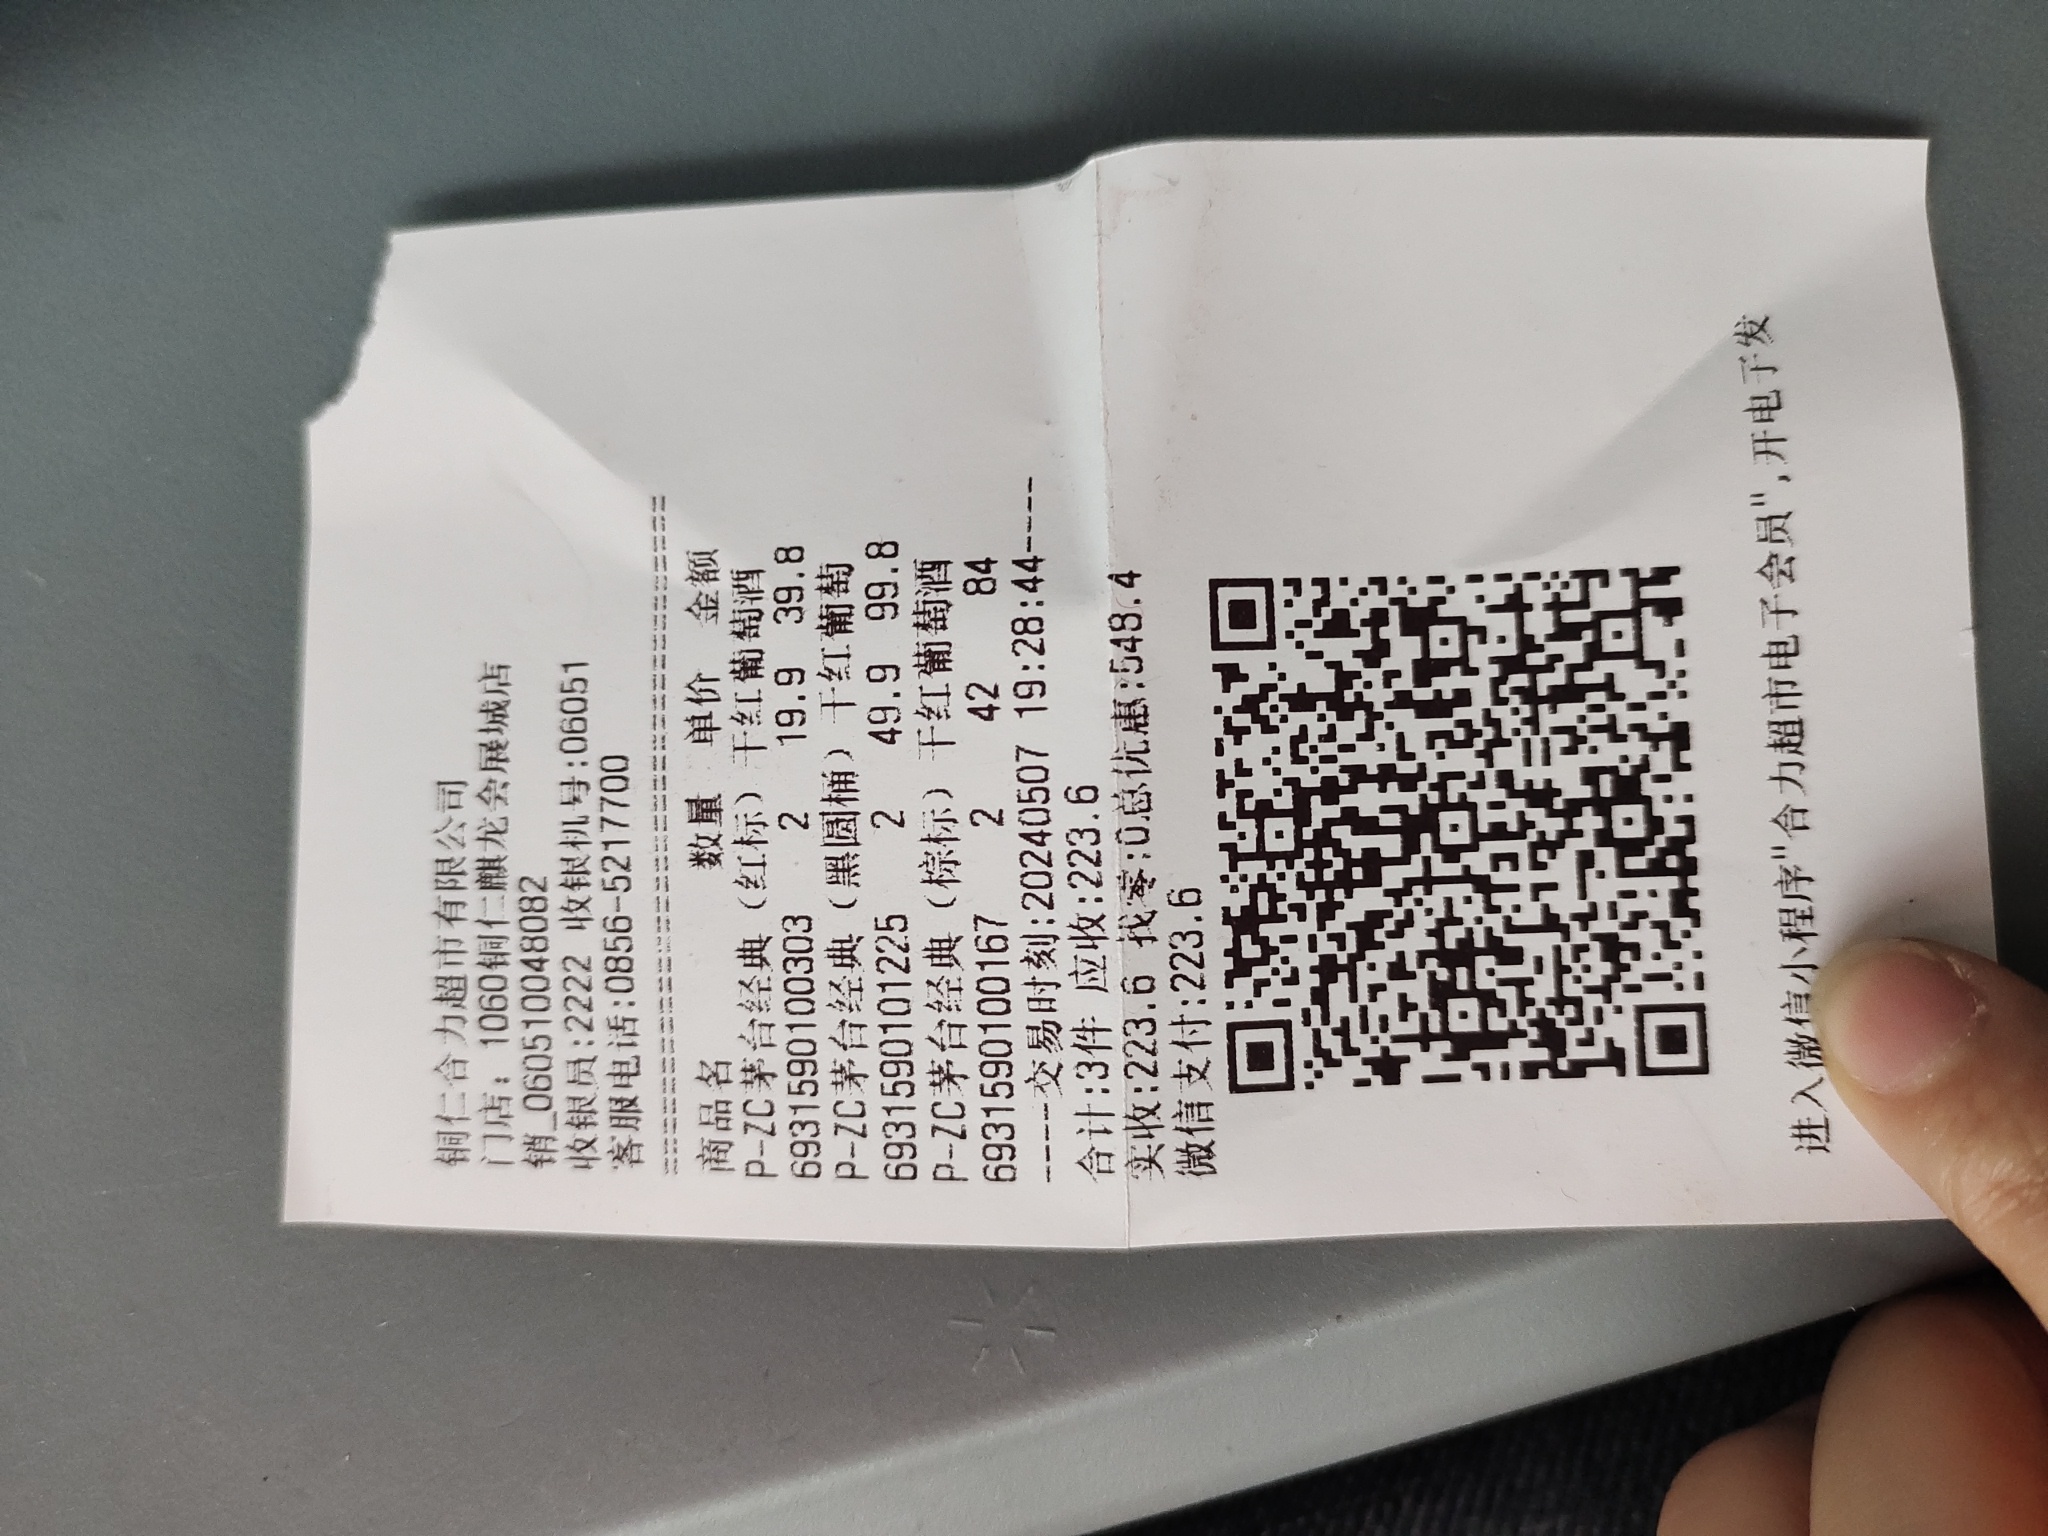 铜仁合力超市有限公司
门店：1060铜仁麒龙会展城店
销_060510048082
收银员:2222 收银机号:06051
客服电话:0856-5217700
商品名 数量 单价 金额
P-ZC茅台经典（红标）干红葡萄酒
6931590100303 2 19.9 39.8
P-ZC茅台经典（黑圆桶）干红葡萄
6931590101225 2 49.9 99.8
P-ZC茅台经典（棕标）干红葡萄酒
6931590100167 2 42 84
----交易时刻:20240507 19:28:44----
合计:3件 应收:223.6
实收:223.6 找零:0总优惠:548.4
微信支付:223.6
进入微信小程序"合力超市电子会员",开电子发